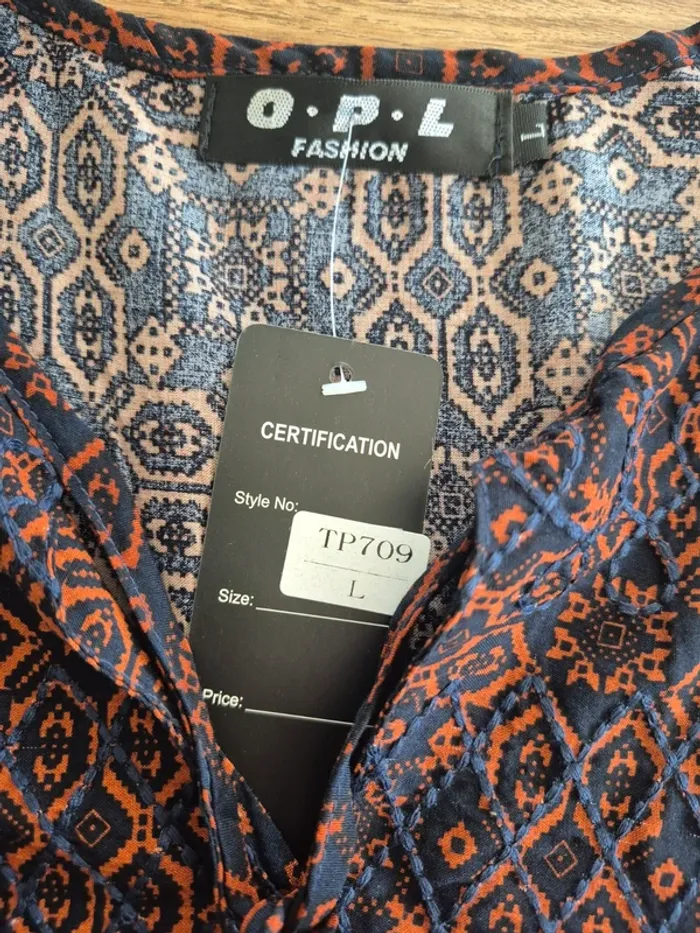 O·P·L
FASHION
L
CERTIFICATION
Style No:
TP709
L
Size:
Price: